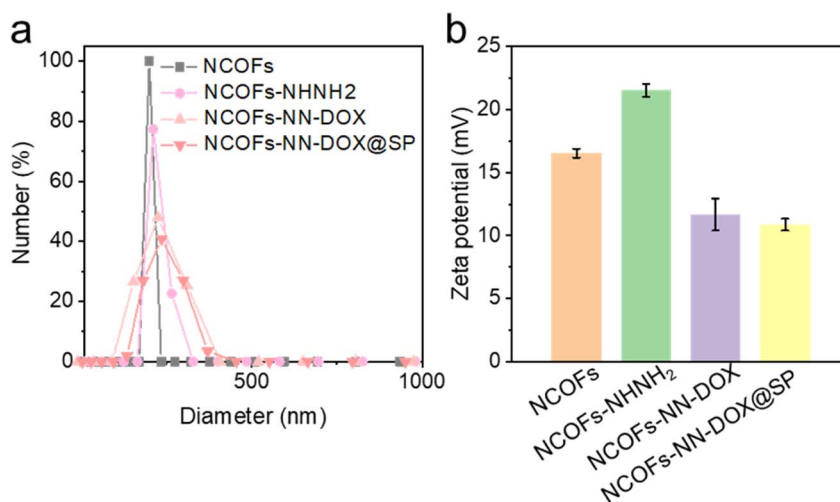 a
100
80
60
40
20
0
Number (%)
500
1000
Diameter (nm)
NCOFs
NCOFs-NHNH2
NCOFs-NN-DOX
NCOFs-NN-DOX@SP
b
25
20
15
10
5
0
Zeta potential (mV)
NCOFs
NCOFs-NHNH₂
NCOFs-NN-DOX
NCOFs-NN-DOX@SP